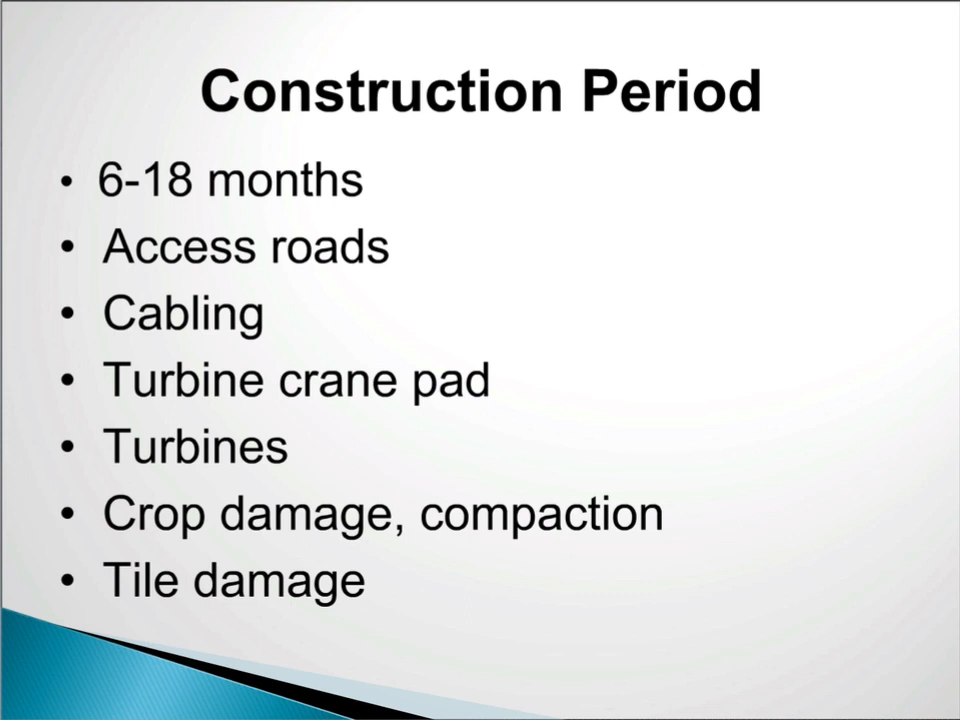 Construction Period
• 6-18 months
• Access roads
• Cabling
• Turbine crane pad
• Turbines
• Crop damage, compaction
• Tile damage